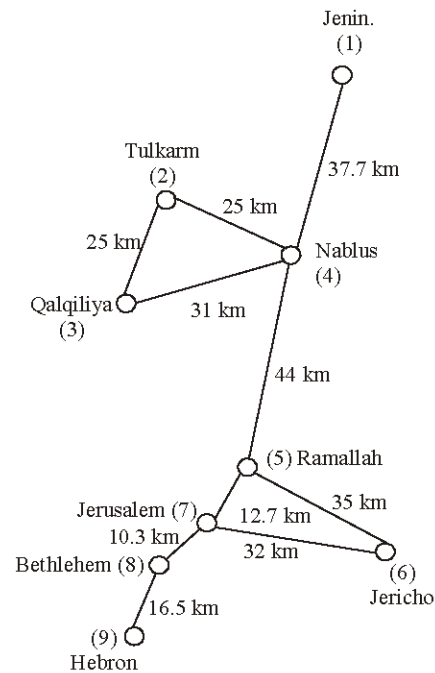 Jenin.
(1)
37.7 km
Tulkarm
(2)
25 km
25 km
Nablus
(4)
Qalqiliya
(3)
31 km
44 km
(5) Ramallah
35 km
Jerusalem (7)
12.7 km
10.3 km
32 km
Bethlehem (8)
(6)
Jericho
16.5 km
(9)
Hebron